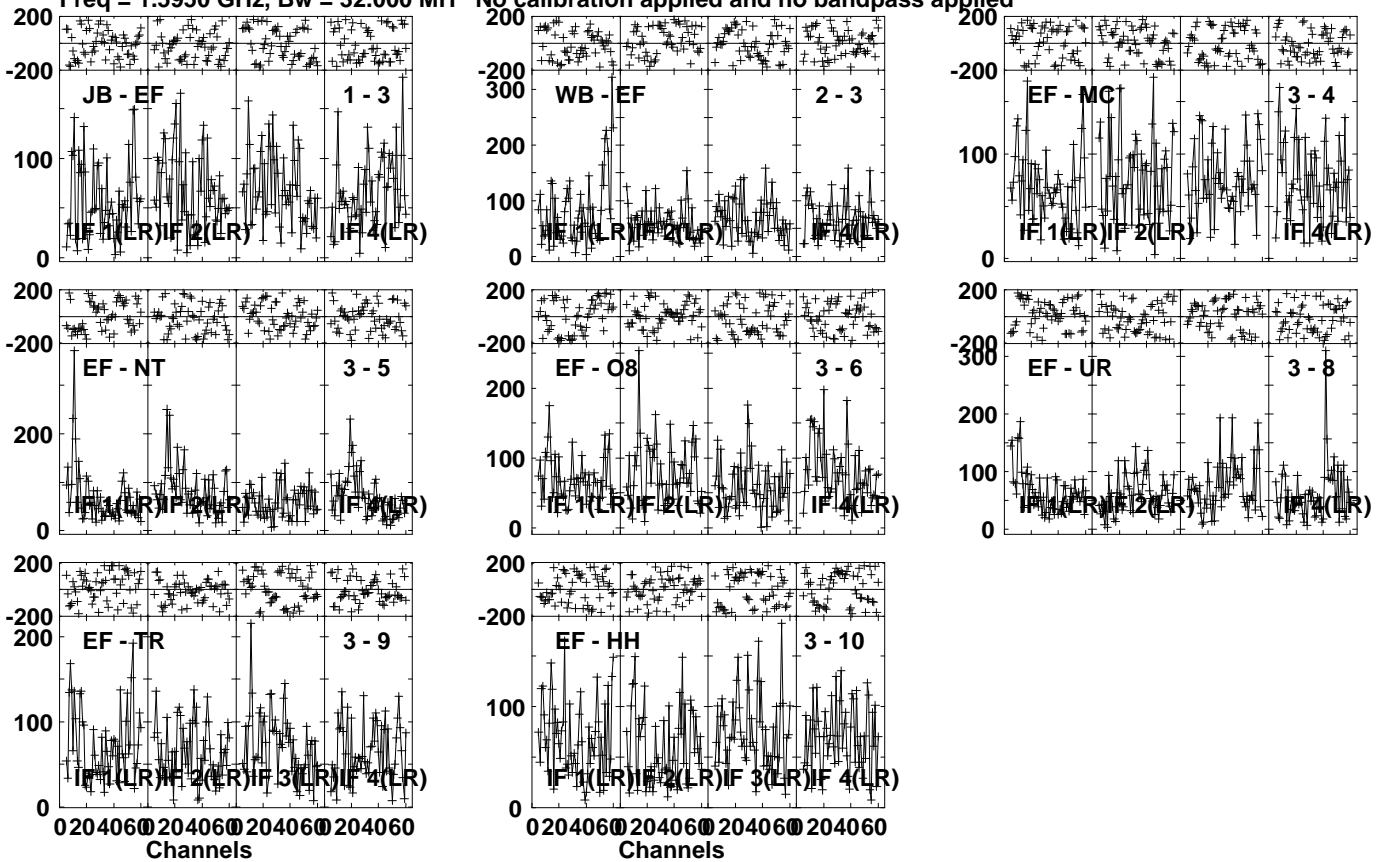 Freq = 1.5950 GHz, Bw = 32.000 MH No calibration applied and no bandpass applied
200
-200
JB - EF 1 - 3
100
0
IF 1(LR) IF 2(LR) IF 4(LR)
200
-200
300
WB - EF 2 - 3
200
100
0
IF 1(LR) IF 2(LR) IF 4(LR)
200
-200
EF - MC 3 - 4
100
0
IF 1(LR) IF 2(LR) IF 4(LR)
200
-200
EF - NT 3 - 5
200
0
IF 1(LR) IF 2(LR) IF 4(LR)
200
-200
EF - O8 3 - 6
200
100
0
IF 1(LR) IF 2(LR) IF 4(LR)
200
-200
300
EF - UR 3 - 8
200
100
0
IF 1(LR) IF 2(LR) IF 4(LR)
200
-200
200
EF - TR 3 - 9
100
0
IF 1(LR) IF 2(LR) IF 3(LR) IF 4(LR)
0 20 40 60 0 20 40 60 0 20 40 60 0 20 40 60
Channels
200
-200
EF - HH 3 - 10
100
0
IF 1(LR) IF 2(LR) IF 3(LR) IF 4(LR)
0 20 40 60 0 20 40 60 0 20 40 60 0 20 40 60
Channels